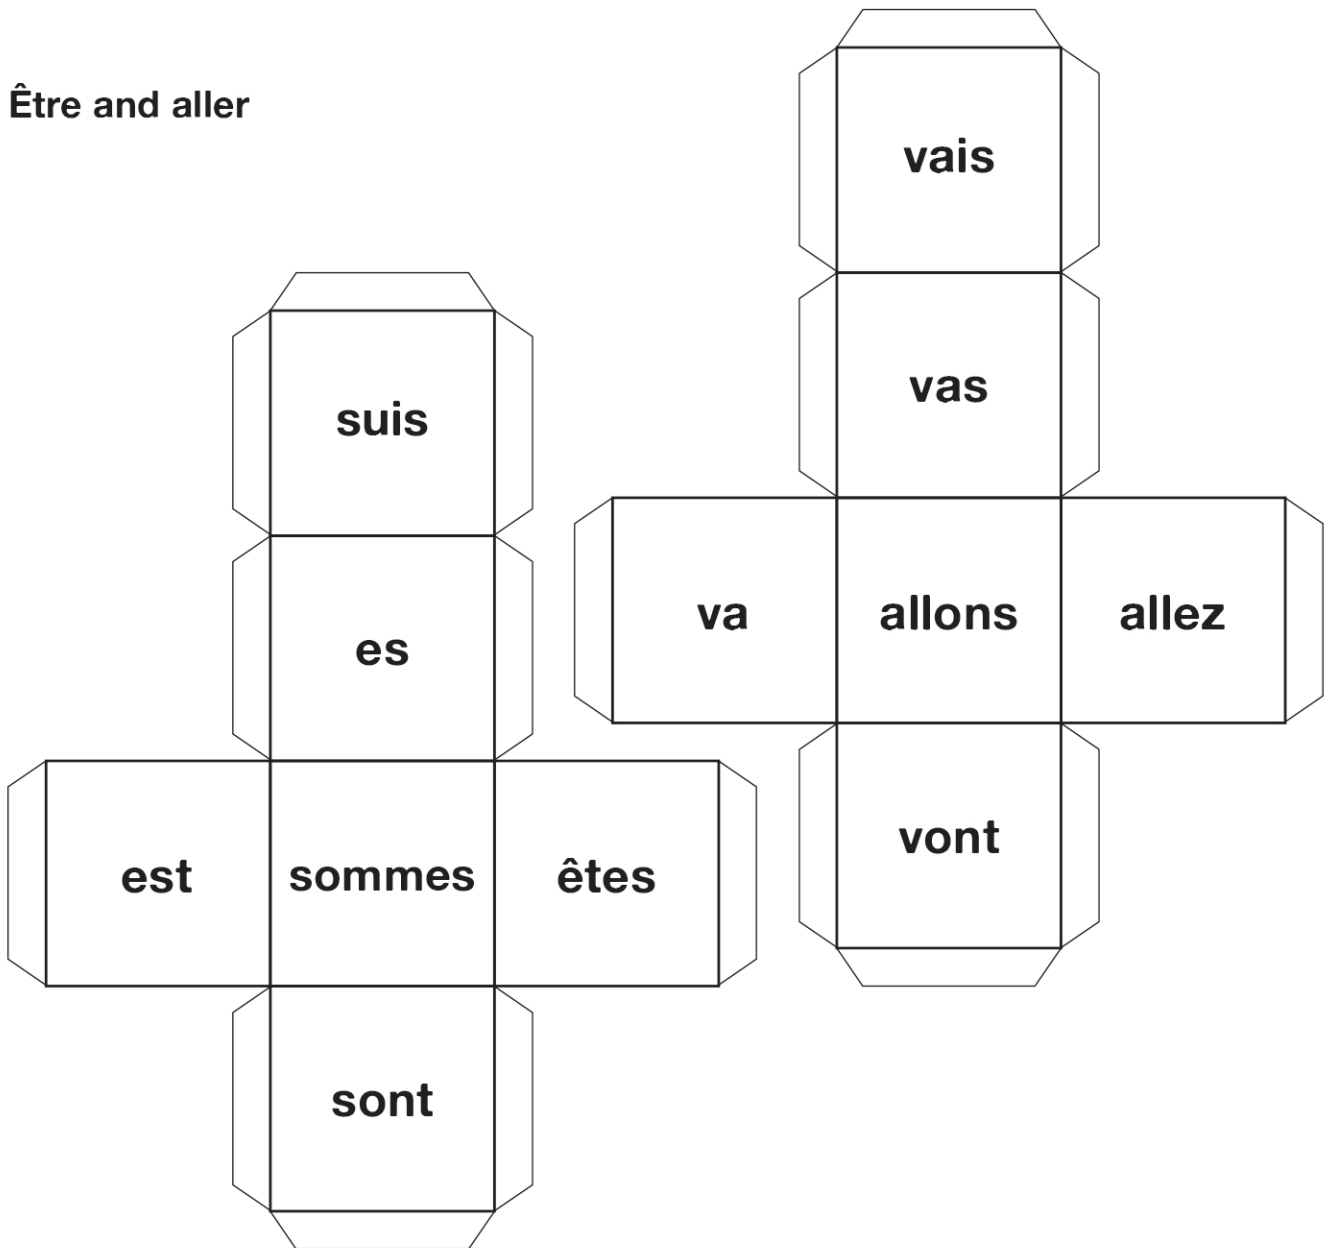 Être and aller
suis
es
est sommes êtes
sont
vais
vas
va allons allez
vont